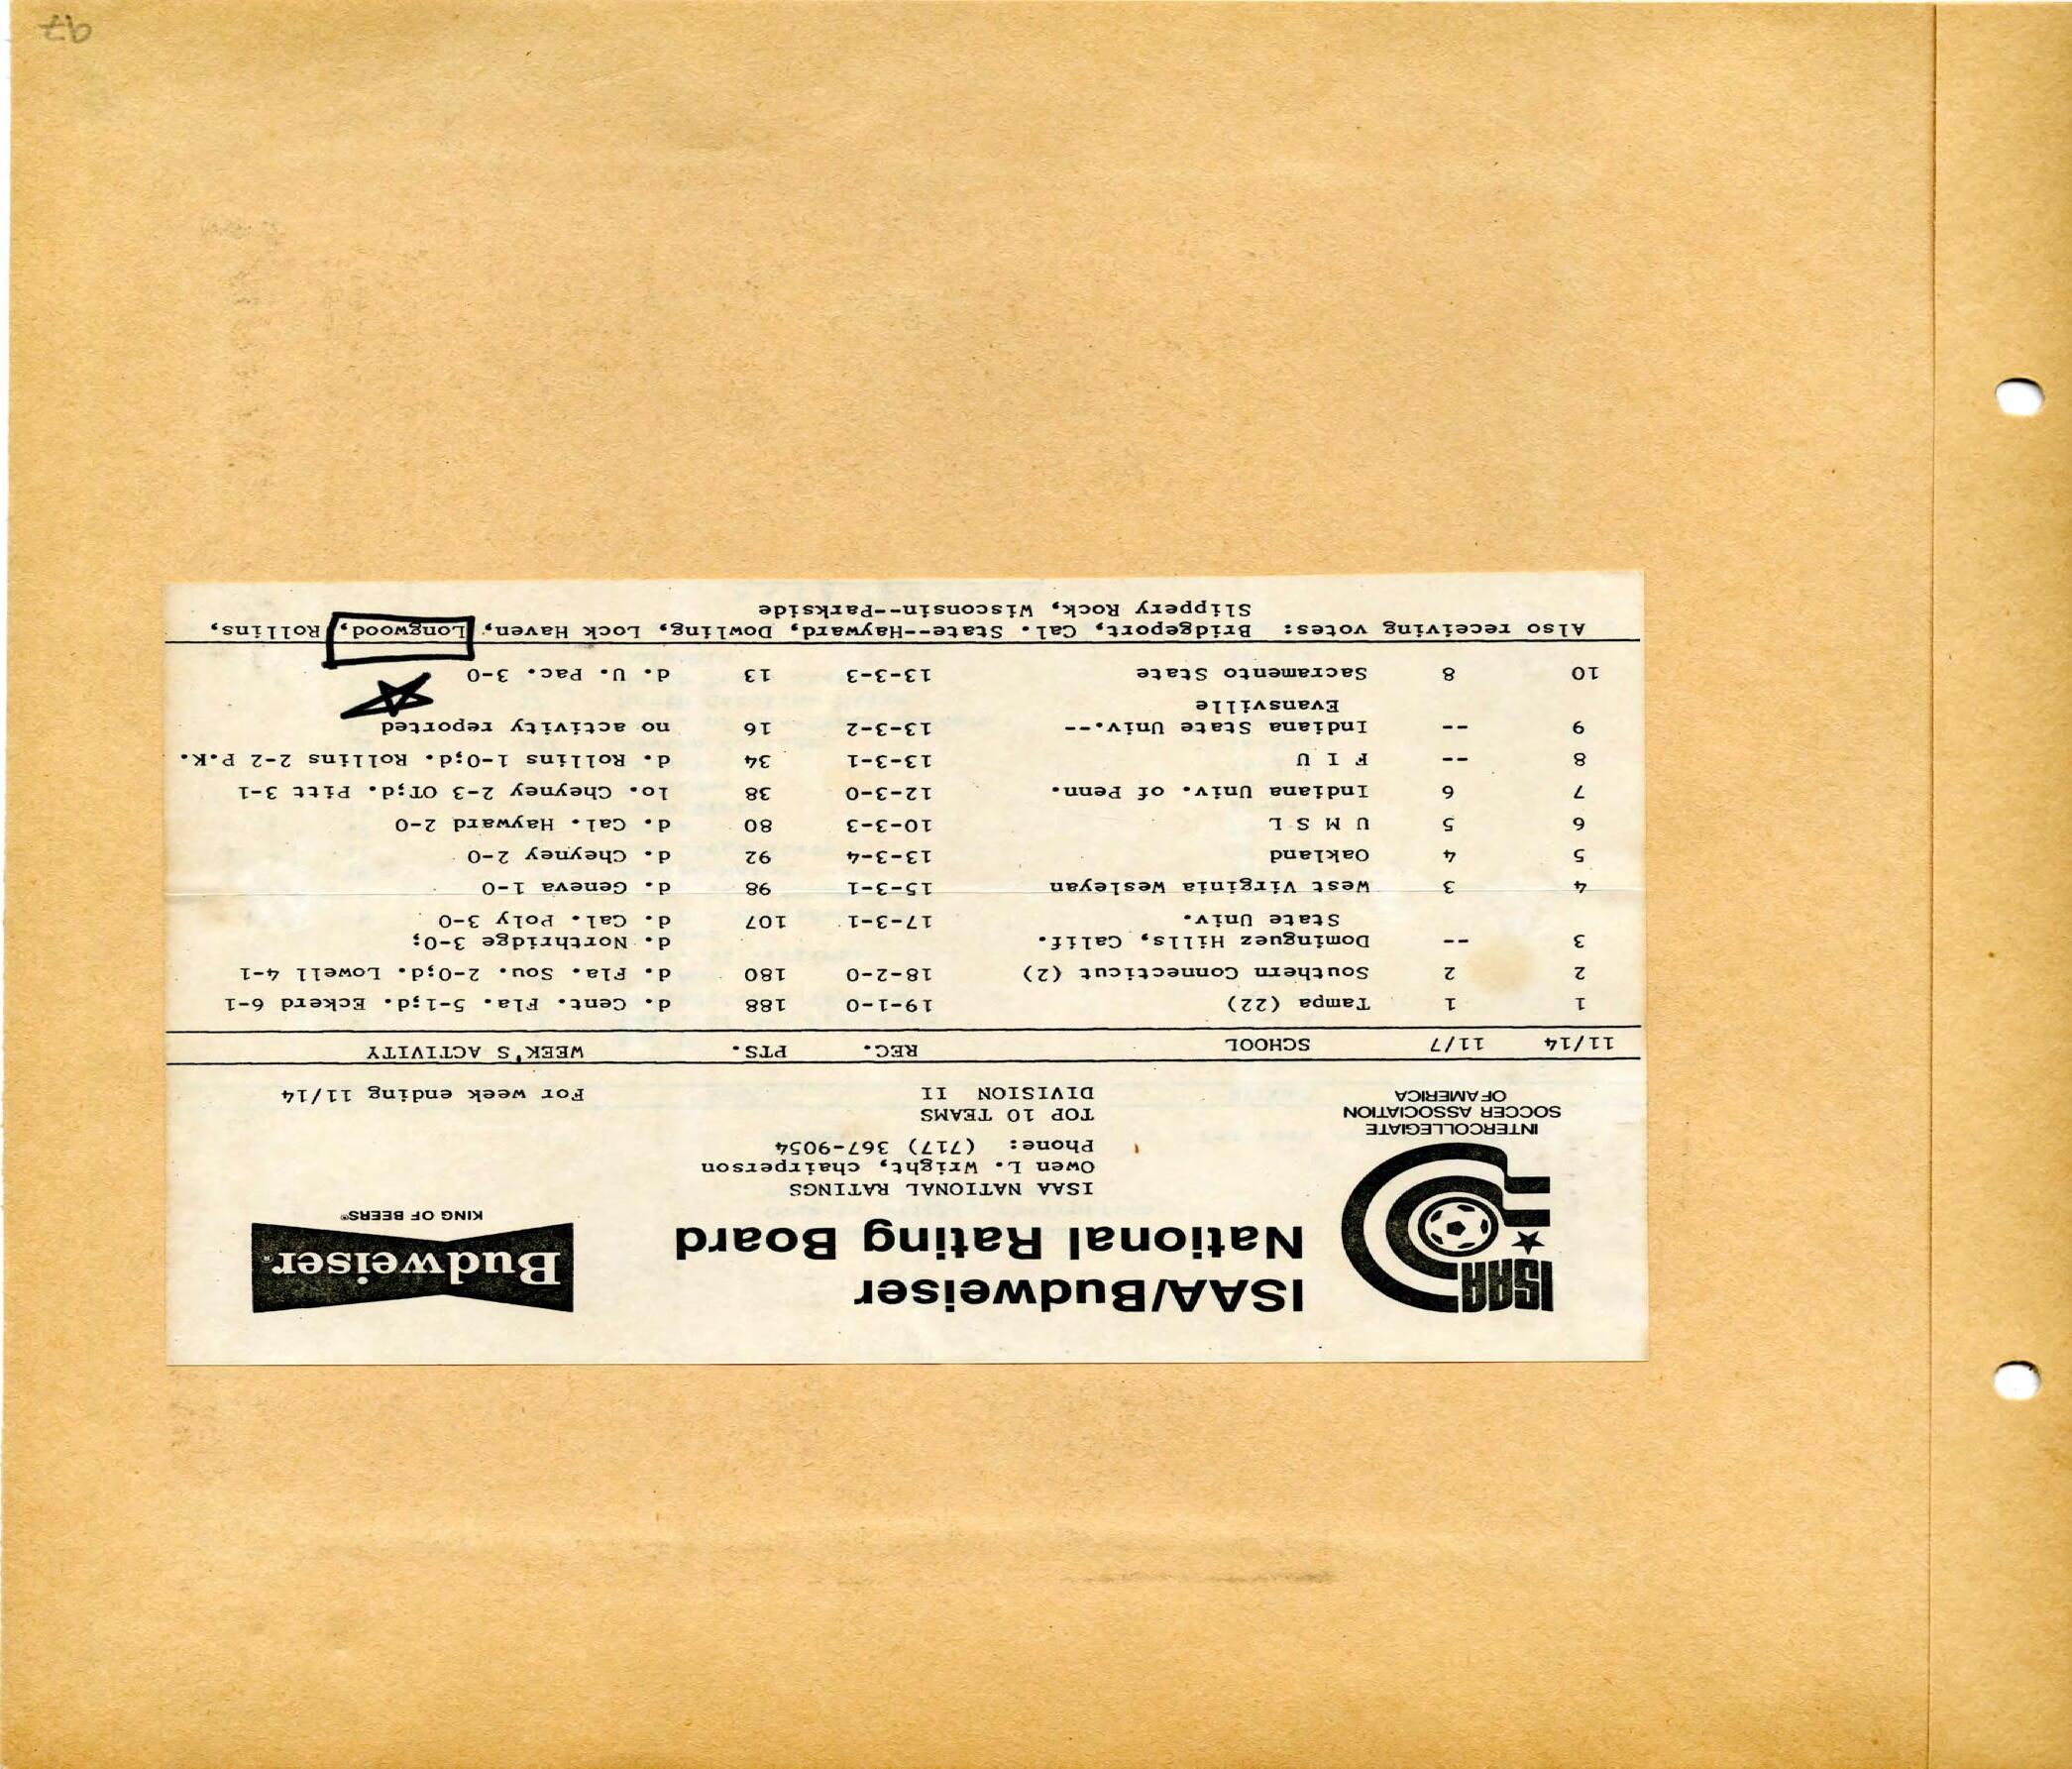 ISAA
INTERCOLLEGIATE
SOCCER ASSOCIATION
OF AMERICA
ISAA/Budweiser
National Rating Board
Budweiser®
KING OF BEERS®
ISAA NATIONAL RATINGS
Owen L. Wright, chairperson
Phone: (717) 367-9054
TOP 10 TEAMS
DIVISION II For week ending 11/14
11/14 11/7 SCHOOL REC. PTS. WEEK'S ACTIVITY
1 1 Tampa (22) 19-1-0 188 d. Cent. Fla. 5-1;d. Eckerd 6-1
2 2 Southern Connecticut (2) 18-2-0 180 d. Fla. Sou. 2-0;d. Lowell 4-1
3 -- Dominguez Hills, Calif. d. Northridge 3-0;
State Univ. 17-3-1 107 d. Cal. Poly 3-0
4 3 West Virginia Wesleyan 15-3-1 98 d. Geneva 1-0
5 4 Oakland 13-3-4 92 d. Cheyney 2-0
6 5 U M S L 10-3-3 80 d. Cal. Hayward 2-0
7 6 Indiana Univ. of Penn. 12-3-0 38 lo. Cheyney 2-3 OT;d. Pitt 3-1
8 -- F I U 13-3-1 34 d. Rollins 1-0;d. Rollins 2-2 P.K.
9 -- Indiana State Univ.-- 13-3-2 16 no activity reported
Evansville
10 8 Sacramento State 13-3-3 13 d. U. Pac. 3-0
Also receiving votes: Bridgeport, Cal. State--Hayward, Dowling, Lock Haven, Longwood, Rollins,
Slippery Rock, Wisconsin--Parkside